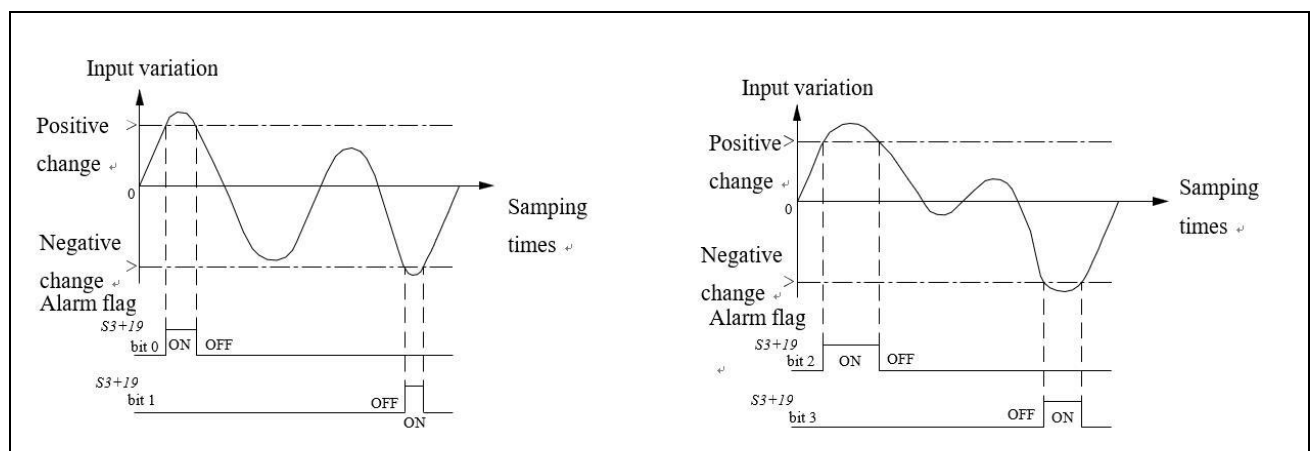 Input variation
Positive
change
0
Samping
times
Negative
change
Alarm flag
S3+19
bit 0 ON OFF
S3+19
bit 1 OFF
ON
Input variation
Positive
change
0
Samping
times
Negative
change
Alarm flag
S3+19
bit 2 ON OFF
S3+19
bit 3 OFF ON